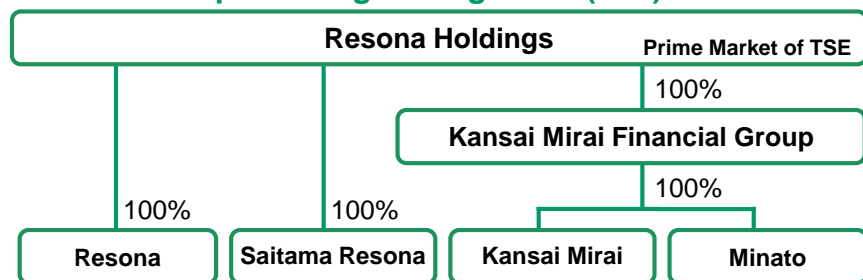 Resona Holdings
Prime Market of TSE
100%
Kansai Mirai Financial Group
100%
100%
100%
Resona
Saitama Resona
Kansai Mirai
Minato